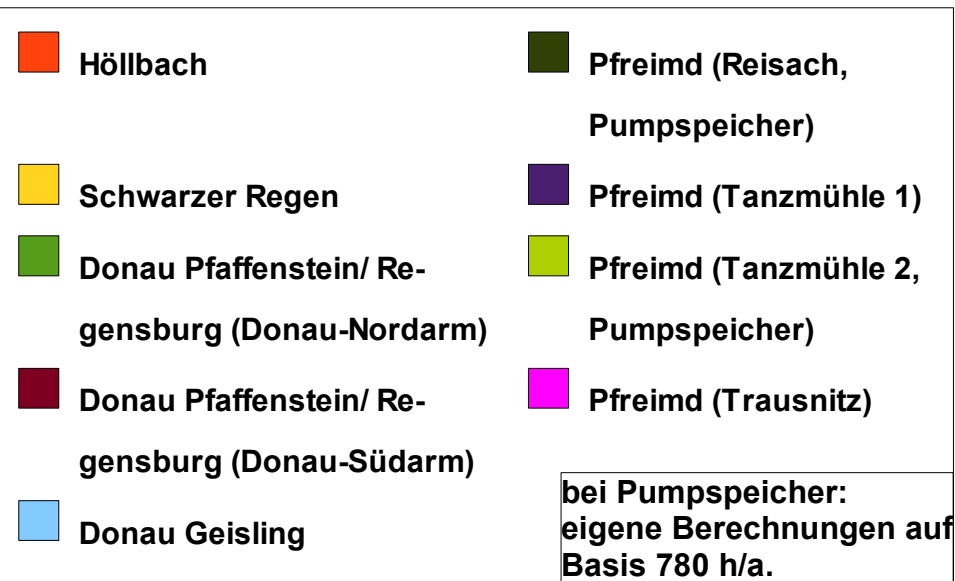 Höllbach
Schwarzer Regen
Donau Pfaffenstein/ Re-
gensburg (Donau-Nordarm)
Donau Pfaffenstein/ Re-
gensburg (Donau-Südarm)
Donau Geisling
Pfreimd (Reisach,
Pumpspeicher)
Pfreimd (Tanzmühle 1)
Pfreimd (Tanzmühle 2,
Pumpspeicher)
Pfreimd (Trausnitz)
bei Pumpspeicher:
eigene Berechnungen auf
Basis 780 h/a.